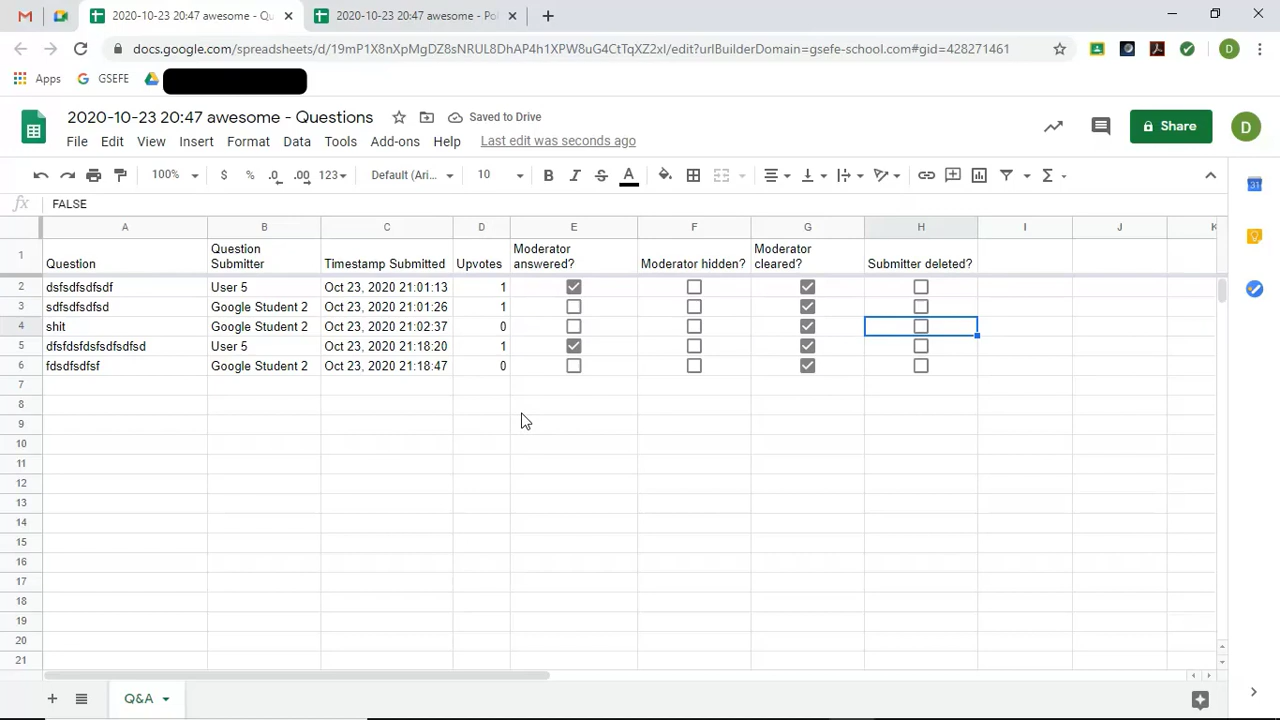 2020-10-23 20:47 awesome - Qu
2020-10-23 20:47 awesome - Pol
docs.google.com/spreadsheets/d/19mP1X8nXpMgDZ8sNRUL8DhAP4h1XPW8uG4CtTqXZ2xI/edit?urlBuilderDomain=gsefe-school.com#gid=428271461
D
Apps
GSEFE
2020-10-23 20:47 awesome - Questions
Saved to Drive
Share
D
File Edit View Insert Format Data Tools Add-ons Help Last edit was seconds ago
100% $ % .0 .00 123 Default (Ari... 10 B I S A
31
fx FALSE
A B C D E F G H I J K
1 Question Question Submitter Timestamp Submitted Upvotes Moderator answered? Moderator hidden? Moderator cleared? Submitter deleted?
2 dsfsdfsdfsdf User 5 Oct 23, 2020 21:01:13 1
3 sdfsdfsdfsd Google Student 2 Oct 23, 2020 21:01:26 1
4 shit Google Student 2 Oct 23, 2020 21:02:37 0
5 dfsfdsfdsfsdfsdfsd User 5 Oct 23, 2020 21:18:20 1
6 fdsdfsdfsf Google Student 2 Oct 23, 2020 21:18:47 0
7
8
9
10
11
12
13
14
15
16
17
18
19
20
21
Q&A